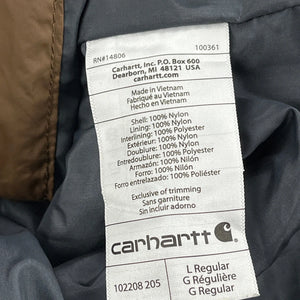 RN#14806 100361
Carhartt, Inc. P.O. Box 600
Dearborn, MI 48121 USA
carhartt.com
Made in Vietnam
Fabriqué au Vietnam
Hecho en Vietnam
Shell: 100% Nylon
Lining: 100% Nylon
Interlining: 100% Polyester
Extérieur: 100% Nylon
Doublure: 100% Nylon
Entredoublure: 100% Polyester
Armazón: 100% Nilón
Forro: 100% Nilón
Forro entrelazado: 100% Poliéster
Exclusive of trimming
Sans garniture
Sin incluir adorno
carhartt
102208 205
L Regular
G Régulière
G Regular